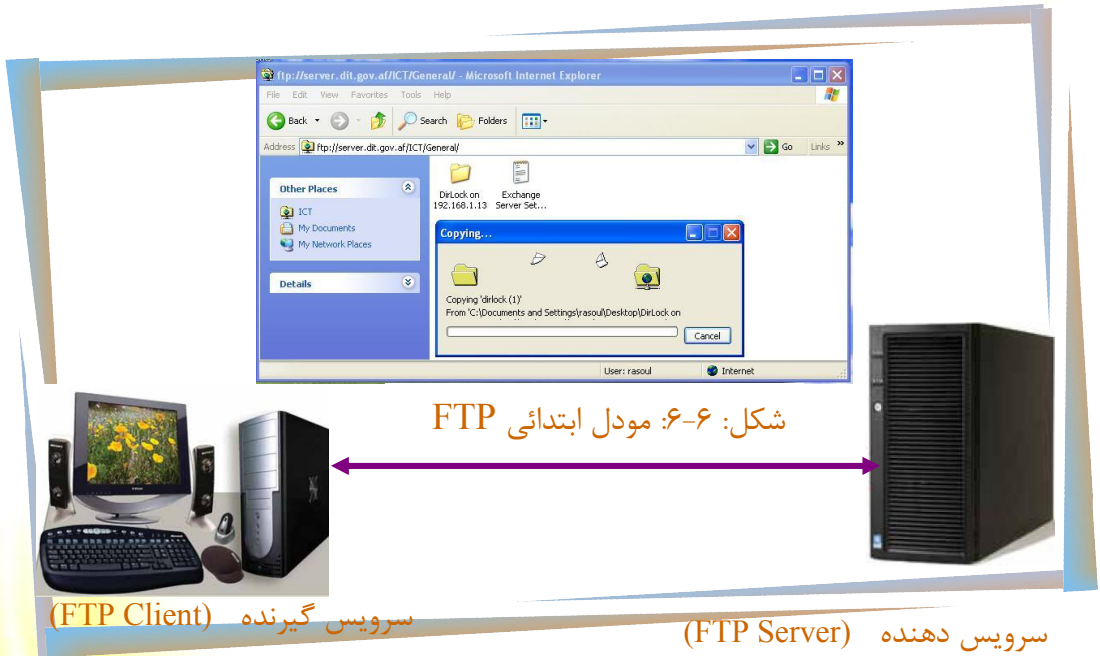 ftp://server.dit.gov.af/ICT/General/ - Microsoft Internet Explorer
File Edit View Favorites Tools Help
Back Search Folders
Address ftp://server.dit.gov.af/ICT/General/ Go Links »
Other Places
ICT
My Documents
My Network Places
Details
DirLock on
192.168.1.13
Exchange
Server Set...
Copying...
Copying 'dirlock (1)'
From 'C:\Documents and Settings\rasoul\Desktop\DirLock on
Cancel
User: rasoul Internet
شکل: ۶-۶: مودل ابتدائی FTP
سرویس گیرنده (FTP Client)
سرویس دهنده (FTP Server)